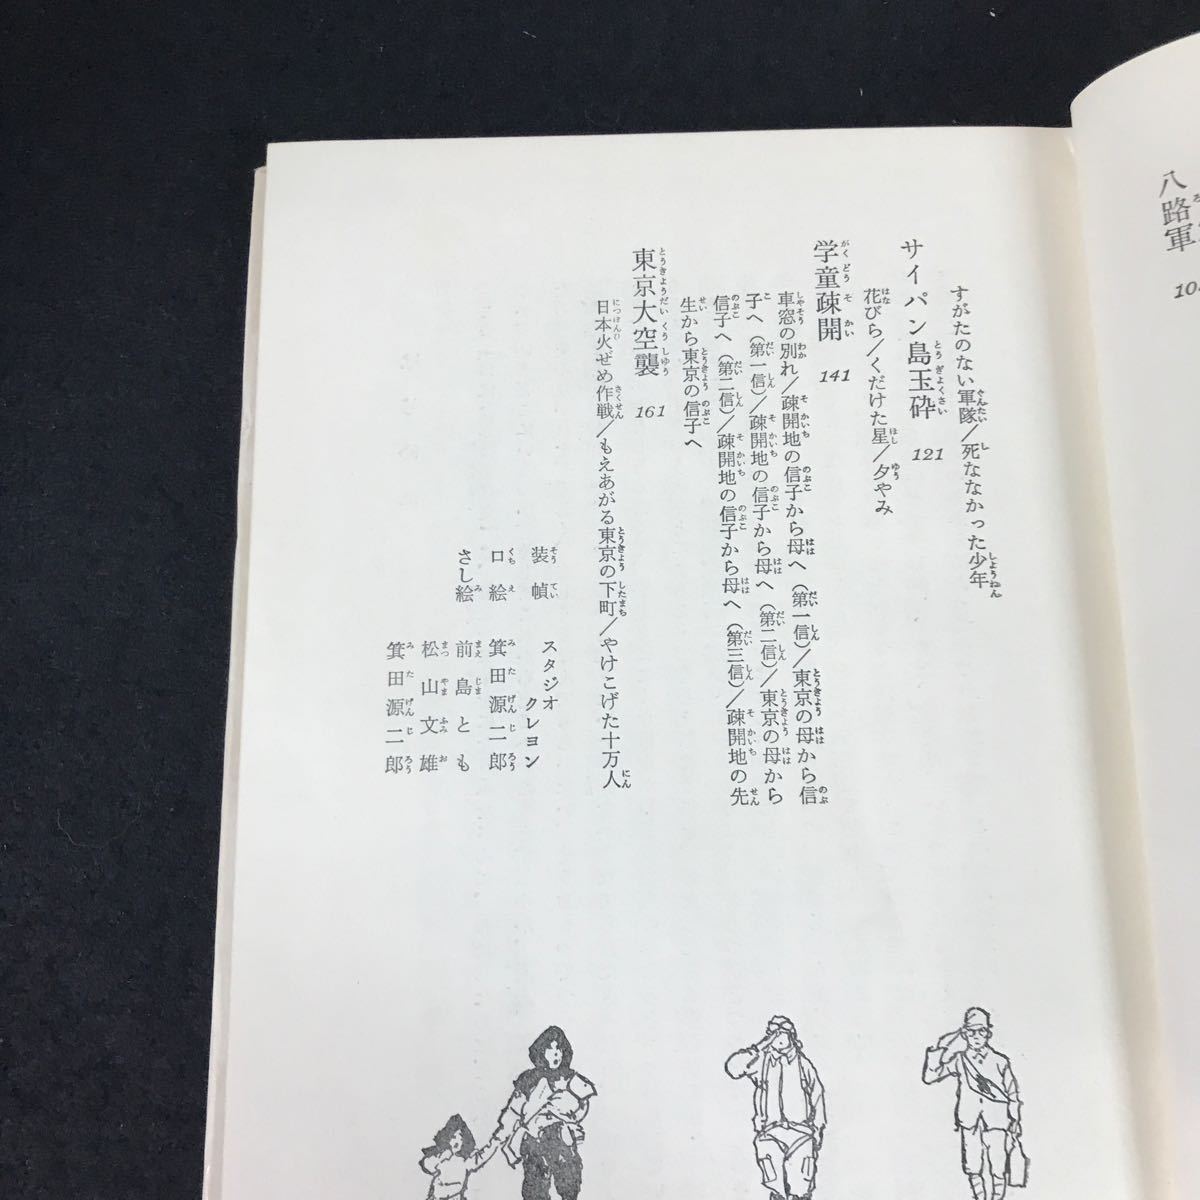 八路軍
すがたのない軍隊/死ななかった少年
サイパン島玉砕 121
花びら/くだけた星/夕やみ
学童疎開 141
車窓の別れ/疎開地の信子から母へ(第一信)/東京の母から信
子へ(第一信)/疎開地の信子から母へ(第二信)/東京の母から
信子へ(第二信)/疎開地の信子から母へ(第三信)/疎開地の先
生から東京の信子へ
東京大空襲 161
日本火ぜめ作戦/もえあがる東京の下町/やけこげた十万人
装幀 スタジオ クレヨン
口絵 箕田源二郎
さし絵 前島とも
松山文雄
箕田源二郎